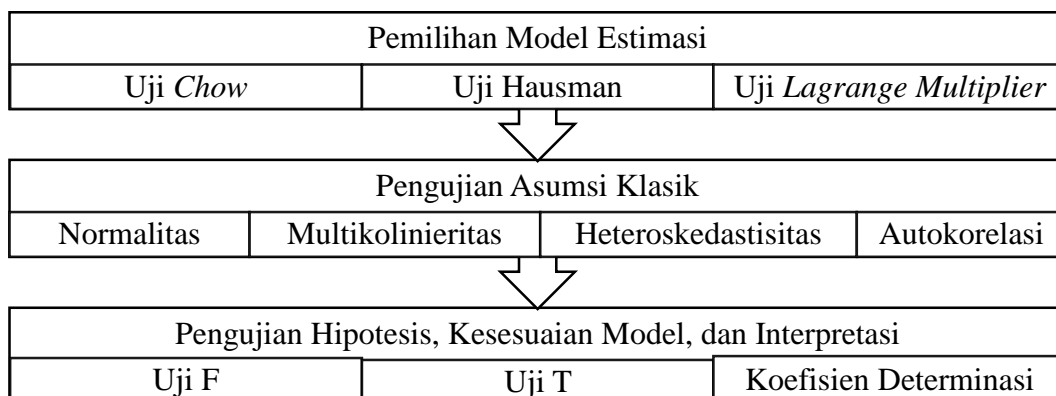 Pemilihan Model Estimasi
Uji Chow Uji Hausman Uji Lagrange Multiplier
Pengujian Asumsi Klasik
Normalitas Multikolinieritas Heteroskedastisitas Autokorelasi
Pengujian Hipotesis, Kesesuaian Model, dan Interpretasi
Uji F Uji T Koefisien Determinasi